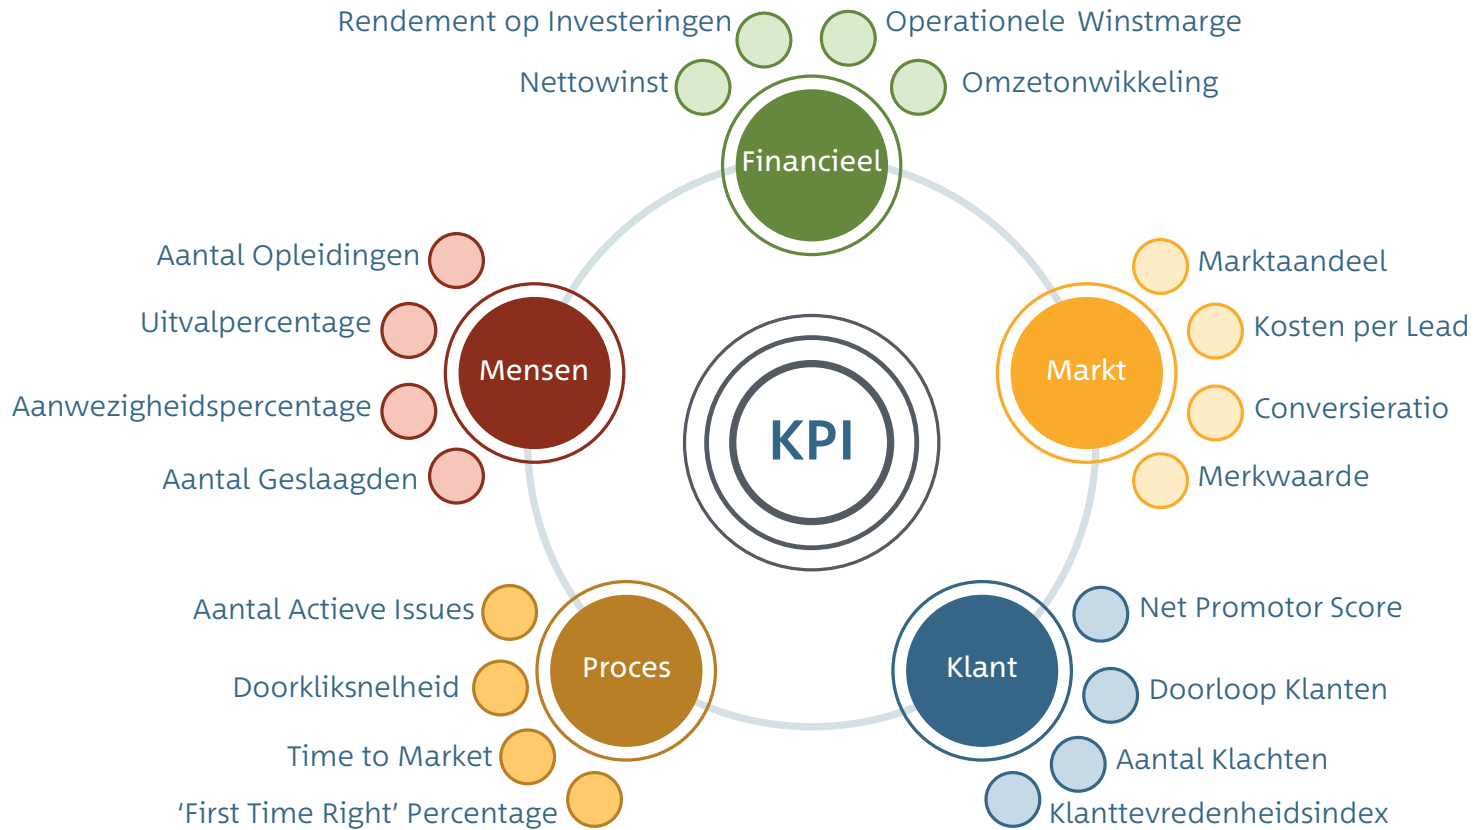 Rendement op Investeringen
Operationele Winstmarge
Nettowinst
Omzetonwikkeling
Financieel
Aantal Opleidingen
Uitvalpercentage
Aanwezigheidspercentage
Aantal Geslaagden
Mensen
KPI
Markt
Marktaandeel
Kosten per Lead
Conversieratio
Merkwaarde
Aantal Actieve Issues
Doorkliksnelheid
Time to Market
‘First Time Right’ Percentage
Proces
Klant
Net Promotor Score
Doorloop Klanten
Aantal Klachten
Klanttevredenheidsindex